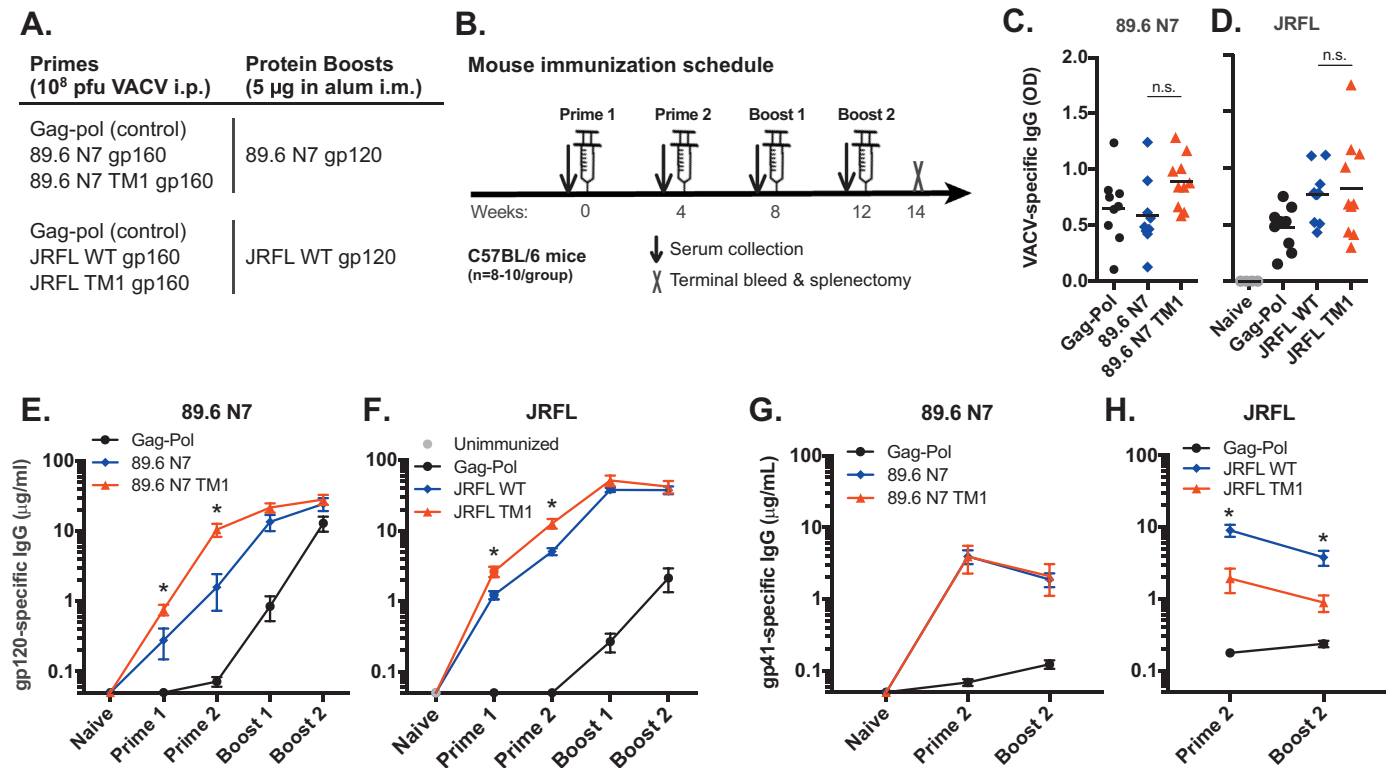 A.
Primes
(10⁸ pfu VACV i.p.)
Protein Boosts
(5 µg in alum i.m.)
Gag-pol (control)
89.6 N7 gp160
89.6 N7 TM1 gp160
89.6 N7 gp120
Gag-pol (control)
JRFL WT gp160
JRFL TM1 gp160
JRFL WT gp120
B.
Mouse immunization schedule
Prime 1 Prime 2 Boost 1 Boost 2
Weeks: 0 4 8 12 14
C57BL/6 mice
(n=8-10/group)
Serum collection
Terminal bleed & splenectomy
C.
89.6 N7
VACV-specific IgG (OD)
2.0
1.5
1.0
0.5
0.0
n.s.
Gag-Pol
89.6 N7
89.6 N7 TM1
D.
JRFL
n.s.
Naive
Gag-Pol
JRFL WT
JRFL TM1
E.
89.6 N7
Gag-Pol
89.6 N7
89.6 N7 TM1
gp120-specific IgG (µg/ml)
100
10
1
0.1
* *
Naive
Prime 1
Prime 2
Boost 1
Boost 2
F.
JRFL
Unimmunized
Gag-Pol
JRFL WT
JRFL TM1
100
10
1
0.1
* *
Naive
Prime 1
Prime 2
Boost 1
Boost 2
G.
89.6 N7
Gag-Pol
89.6 N7
89.6 N7 TM1
gp41-specific IgG (µg/mL)
100
10
1
0.1
Naive
Prime 2
Boost 2
H.
JRFL
Gag-Pol
JRFL WT
JRFL TM1
100
10
1
0.1
* *
Prime 2
Boost 2